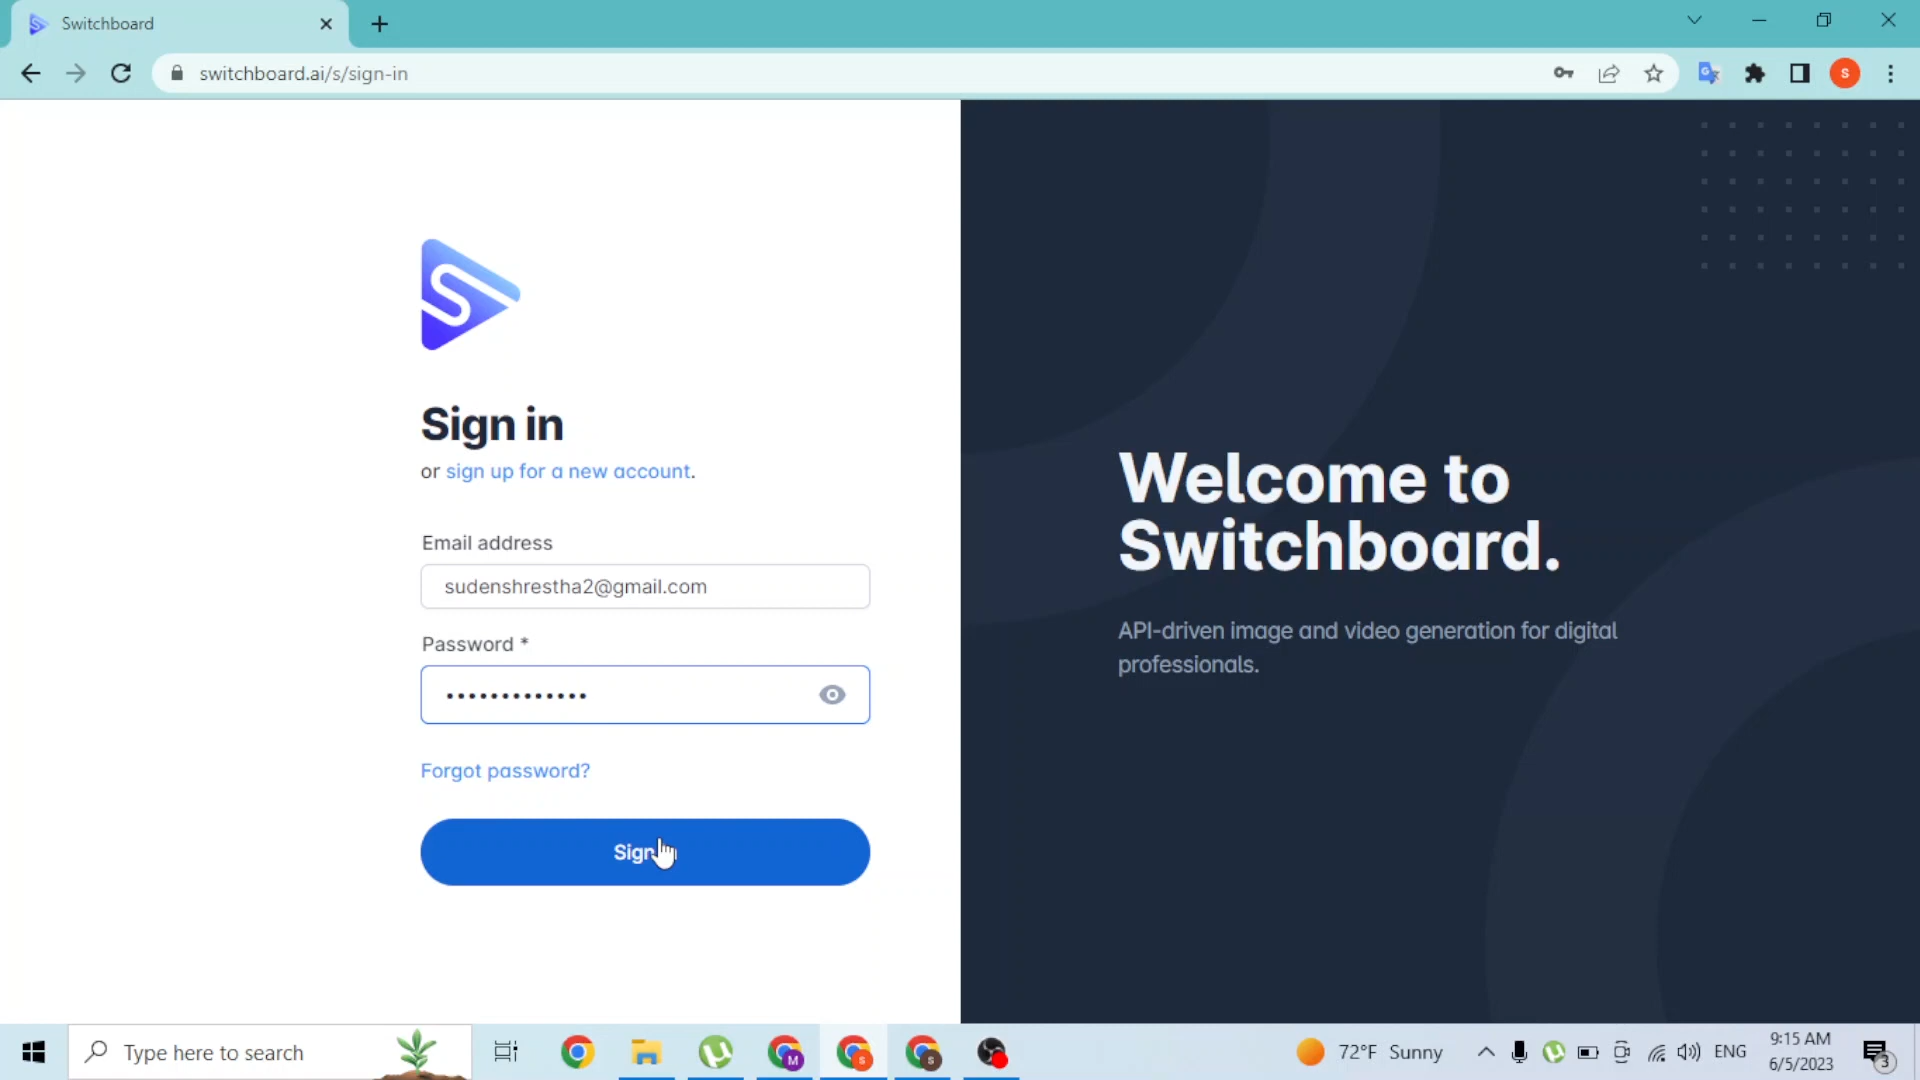 Switchboard
switchboard.ai/s/sign-in
S
Sign in
or sign up for a new account.
Email address
sudenshrestha2@gmail.com
Password *
•••••••••••••
Forgot password?
Sign
Welcome to
Switchboard.
API-driven image and video generation for digital
professionals.
Type here to search
M
S
S
72°F Sunny
ENG
9:15 AM
6/5/2023
3